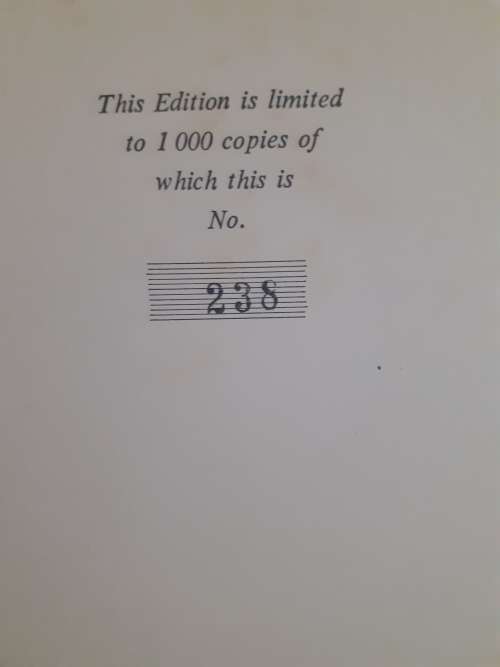 This Edition is limited
to 1 000 copies of
which this is
No.
238